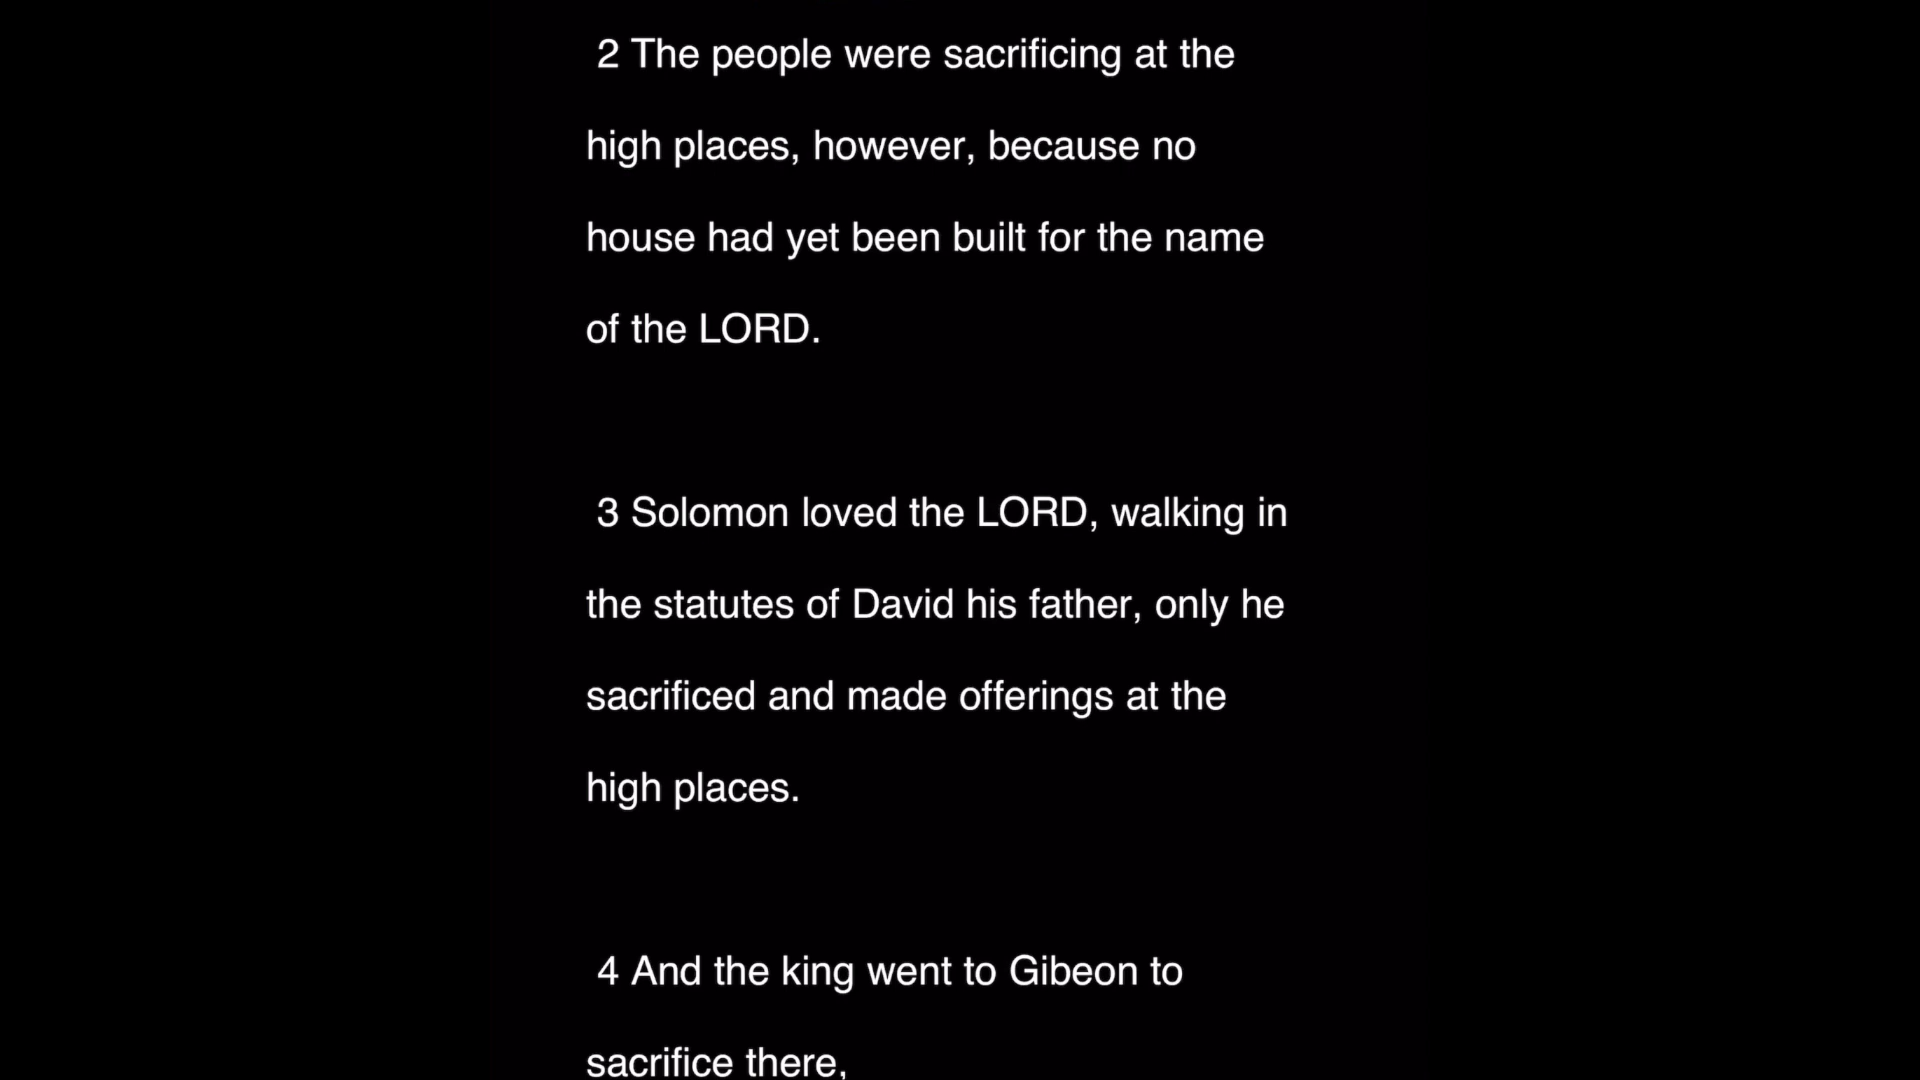 2 The people were sacrificing at the
high places, however, because no
house had yet been built for the name
of the LORD.
3 Solomon loved the LORD, walking in
the statutes of David his father, only he
sacrificed and made offerings at the
high places.
4 And the king went to Gibeon to
sacrifice there,